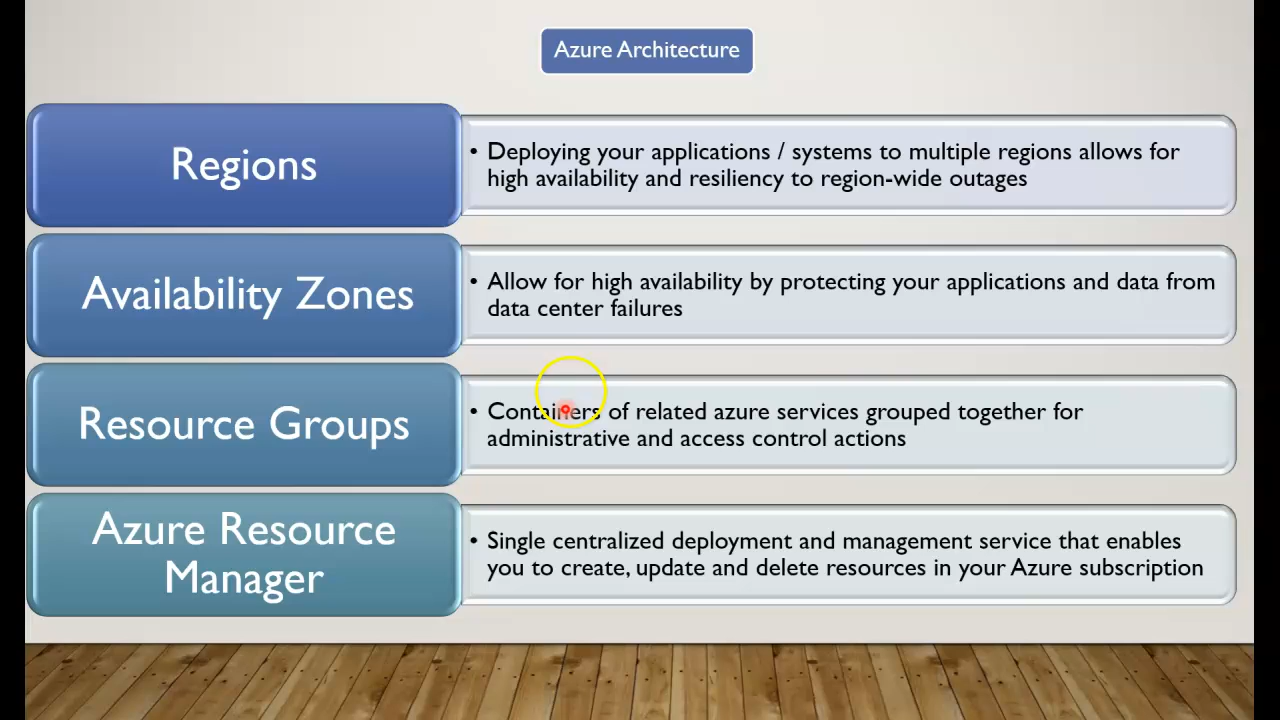 Azure Architecture
Regions
• Deploying your applications / systems to multiple regions allows for
high availability and resiliency to region-wide outages
Availability Zones
• Allow for high availability by protecting your applications and data from
data center failures
Resource Groups
• Containers of related azure services grouped together for
administrative and access control actions
Azure Resource
Manager
• Single centralized deployment and management service that enables
you to create, update and delete resources in your Azure subscription